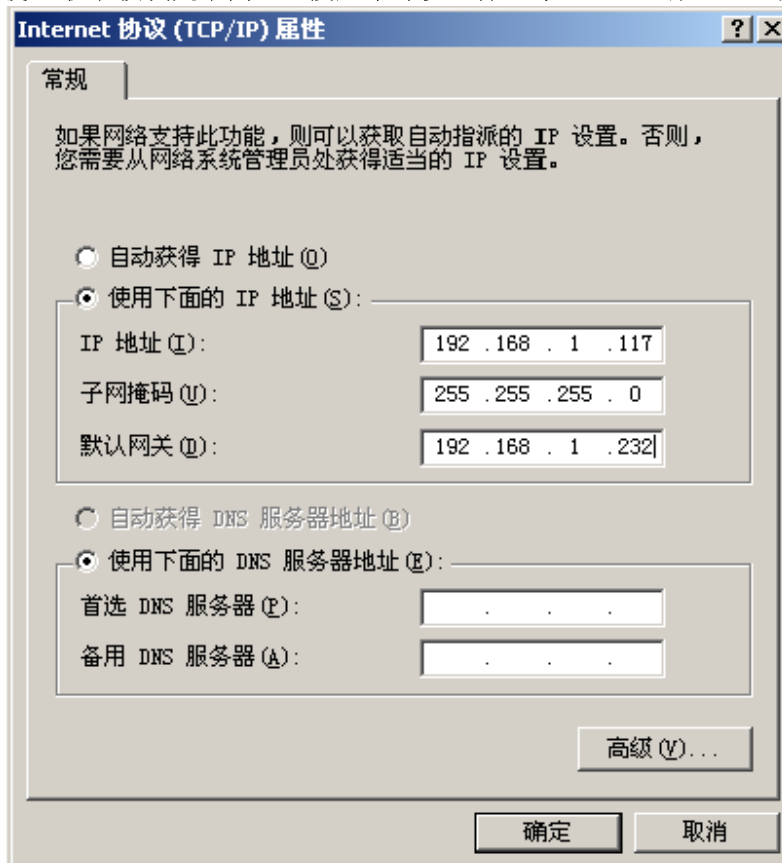 Internet 协议 (TCP/IP) 属性
常规
如果网络支持此功能，则可以获取自动指派的 IP 设置。否则，
您需要从网络系统管理员处获得适当的 IP 设置。
自动获得 IP 地址(O)
使用下面的 IP 地址(S):
IP 地址(I): 192 .168 . 1 .117
子网掩码(U): 255 .255 .255 . 0
默认网关(D): 192 .168 . 1 .232
自动获得 DNS 服务器地址(B)
使用下面的 DNS 服务器地址(E):
首选 DNS 服务器(P): . . .
备用 DNS 服务器(A): . . .
高级(V)...
确定 取消